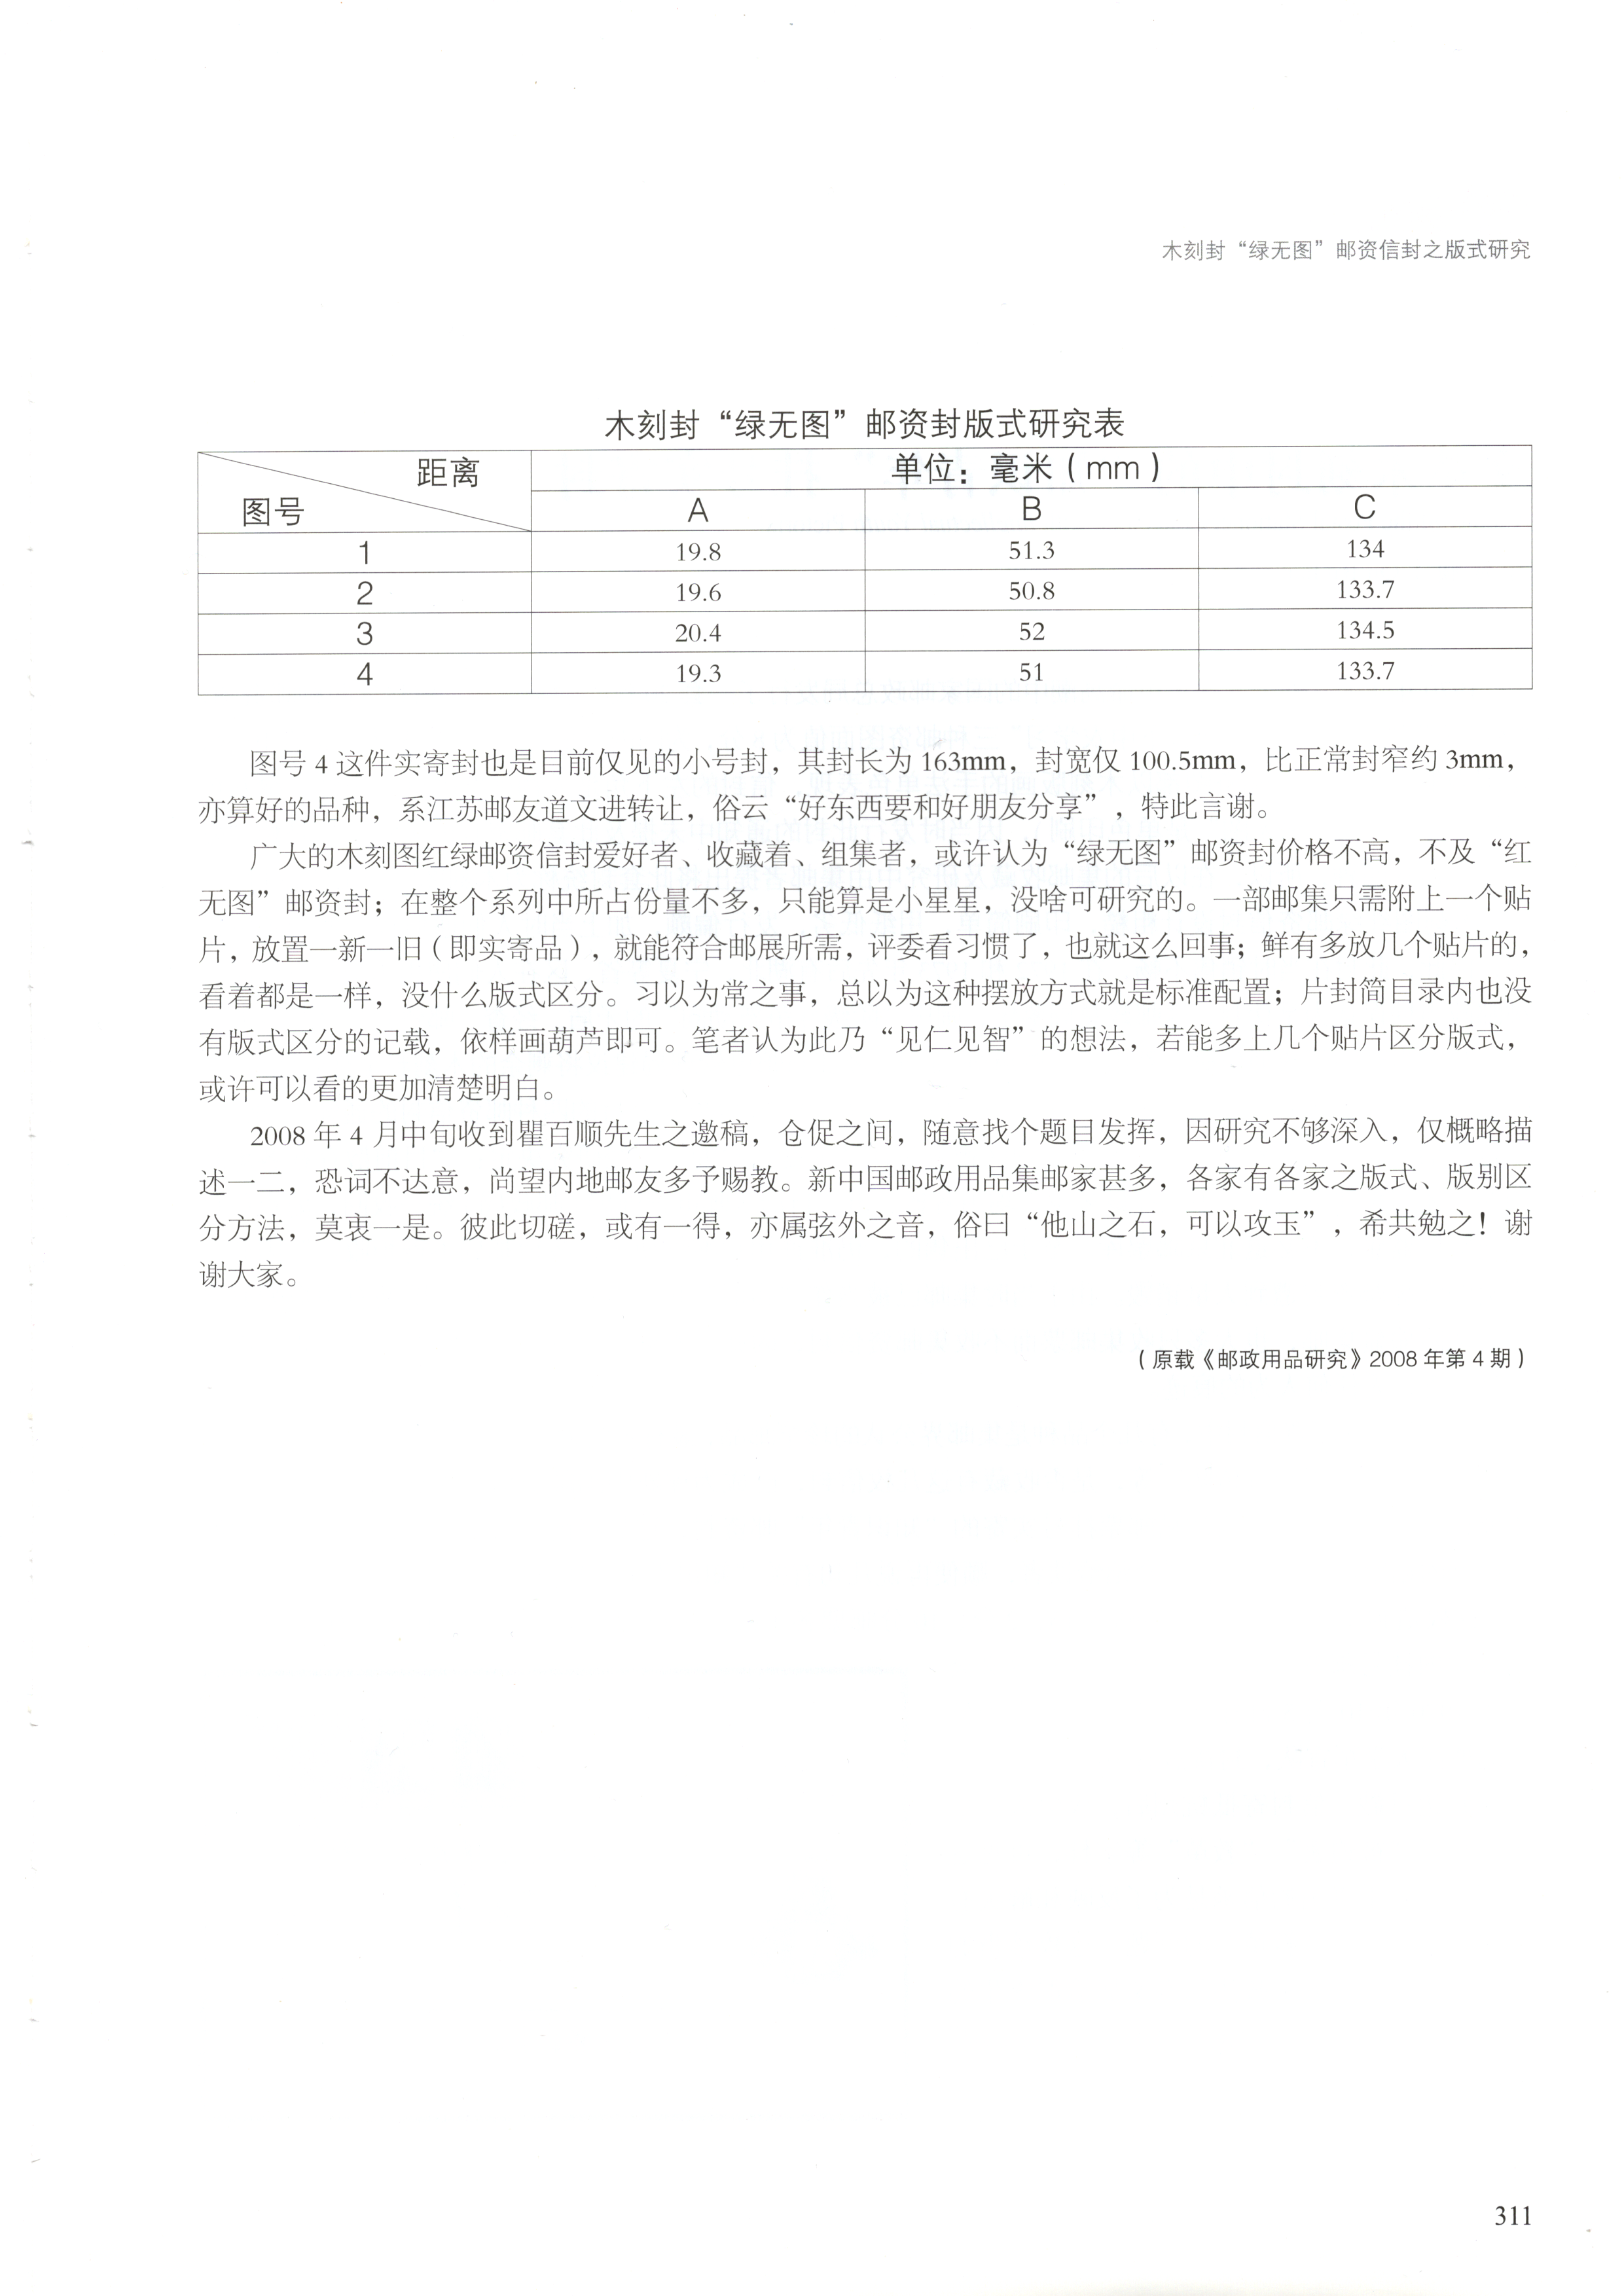 木刻封“绿无图”邮资信封之版式研究
木刻封“绿无图”邮资封版式研究表
距离
单位：毫米（mm）
图号
A B C
1 19.8 51.3 134
2 19.6 50.8 133.7
3 20.4 52 134.5
4 19.3 51 133.7
图号 4 这件实寄封也是目前仅见的小号封，其封长为 163mm，封宽仅 100.5mm，比正常封窄约 3mm，
亦算好的品种，系江苏邮友道文进转让，俗云“好东西要和好朋友分享”，特此言谢。
广大的木刻图红绿邮资信封爱好者、收藏着、组集者，或许认为“绿无图”邮资封价格不高，不及“红
无图”邮资封；在整个系列中所占份量不多，只能算是小星星，没啥可研究的。一部邮集只需附上一个贴
片，放置一新一旧（即实寄品），就能符合邮展所需，评委看习惯了，也就这么回事；鲜有多放几个贴片的，
看着都是一样，没什么版式区分。习以为常之事，总以为这种摆放方式就是标准配置；片封简目录内也没
有版式区分的记载，依样画葫芦即可。笔者认为此乃“见仁见智”的想法，若能多上几个贴片区分版式，
或许可以看的更加清楚明白。
2008 年 4 月中旬收到瞿百顺先生之邀稿，仓促之间，随意找个题目发挥，因研究不够深入，仅概略描
述一二，恐词不达意，尚望内地邮友多予赐教。新中国邮政用品集邮家甚多，各家有各家之版式、版别区
分方法，莫衷一是。彼此切磋，或有一得，亦属弦外之音，俗曰“他山之石，可以攻玉”，希共勉之！谢
谢大家。
（原载《邮政用品研究》2008 年第 4 期）
311